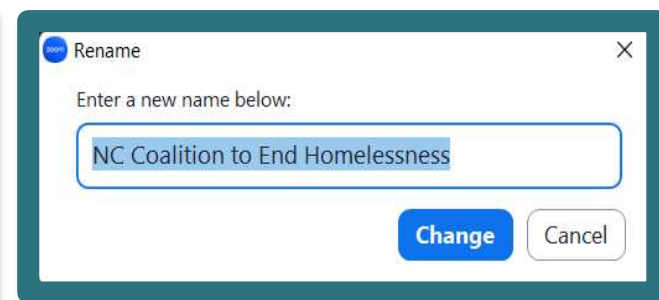 zoom
Rename
Enter a new name below:
NC Coalition to End Homelessness
Change
Cancel